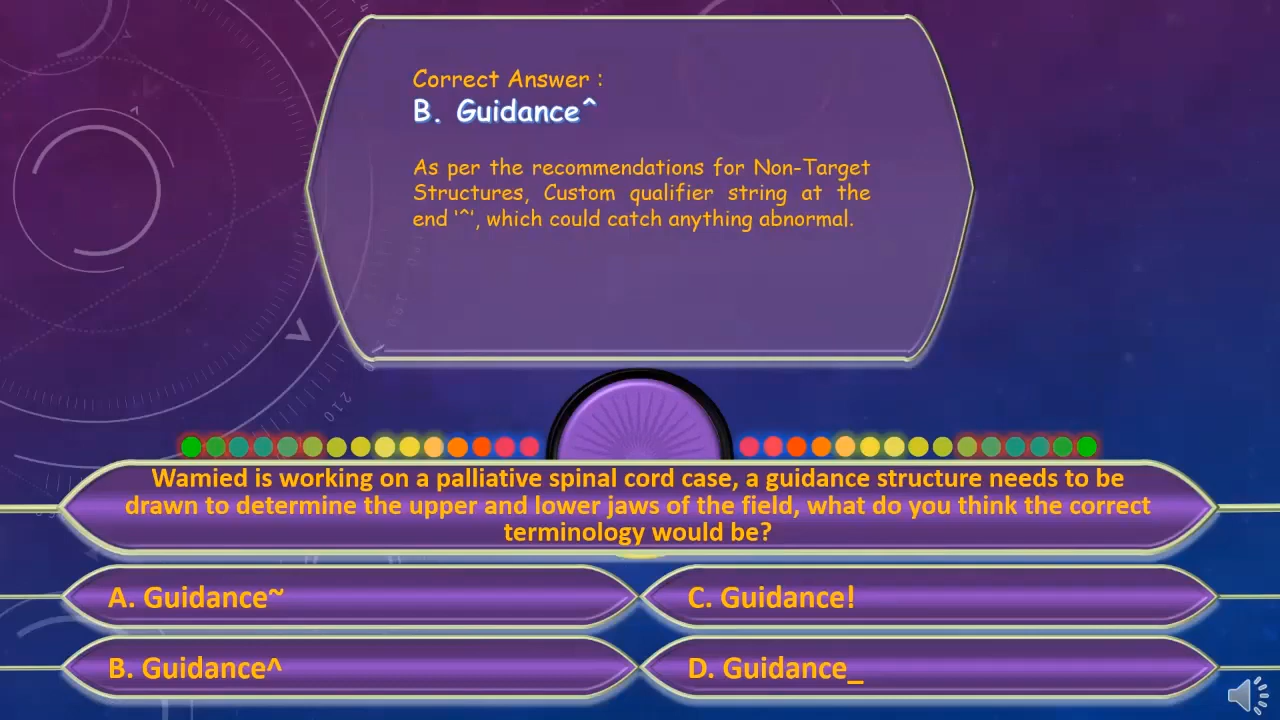 Correct Answer :
B. Guidance^
As per the recommendations for Non-Target
Structures, Custom qualifier string at the
end '^', which could catch anything abnormal.
210
Wamied is working on a palliative spinal cord case, a guidance structure needs to be
drawn to determine the upper and lower jaws of the field, what do you think the correct
terminology would be?
A. Guidance~
C. Guidance!
B. Guidance^
D. Guidance_